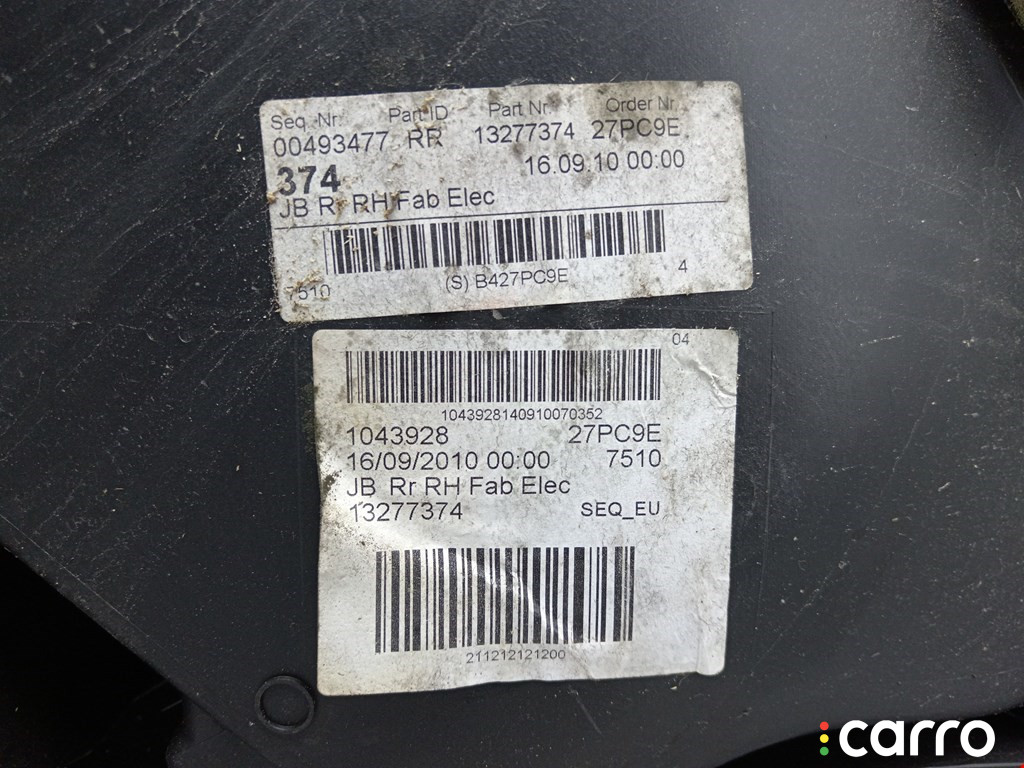 Seq. Nr. Part ID Part Nr. Order Nr.
00493477 RR 13277374 27PC9E
374 16.09.10 00:00
JB Rr RH Fab Elec
7510 (S) B427PC9E 4
04
1043928140910070352
1043928 27PC9E
16/09/2010 00:00 7510
JB Rr RH Fab Elec
13277374 SEQ_EU
211212121200
carro